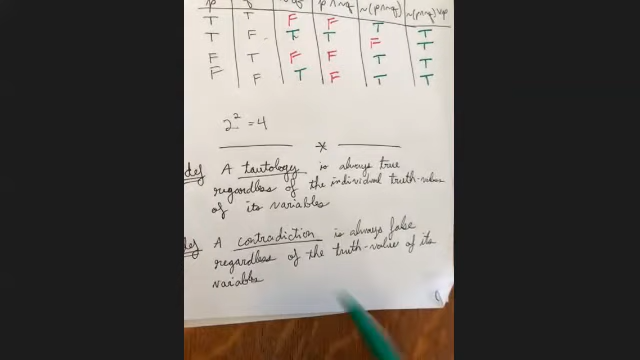 p q ~q p∧~q ~(p∧~q) ~(p∧~q)∨p
T T F F T T
T F T T F T
F T F F T T
F F T F T T
2² = 4
*
def A tautology is always true
regardless of the individual truth-values
of its variables
def A contradiction is always false
regardless of the truth-value of its
variables